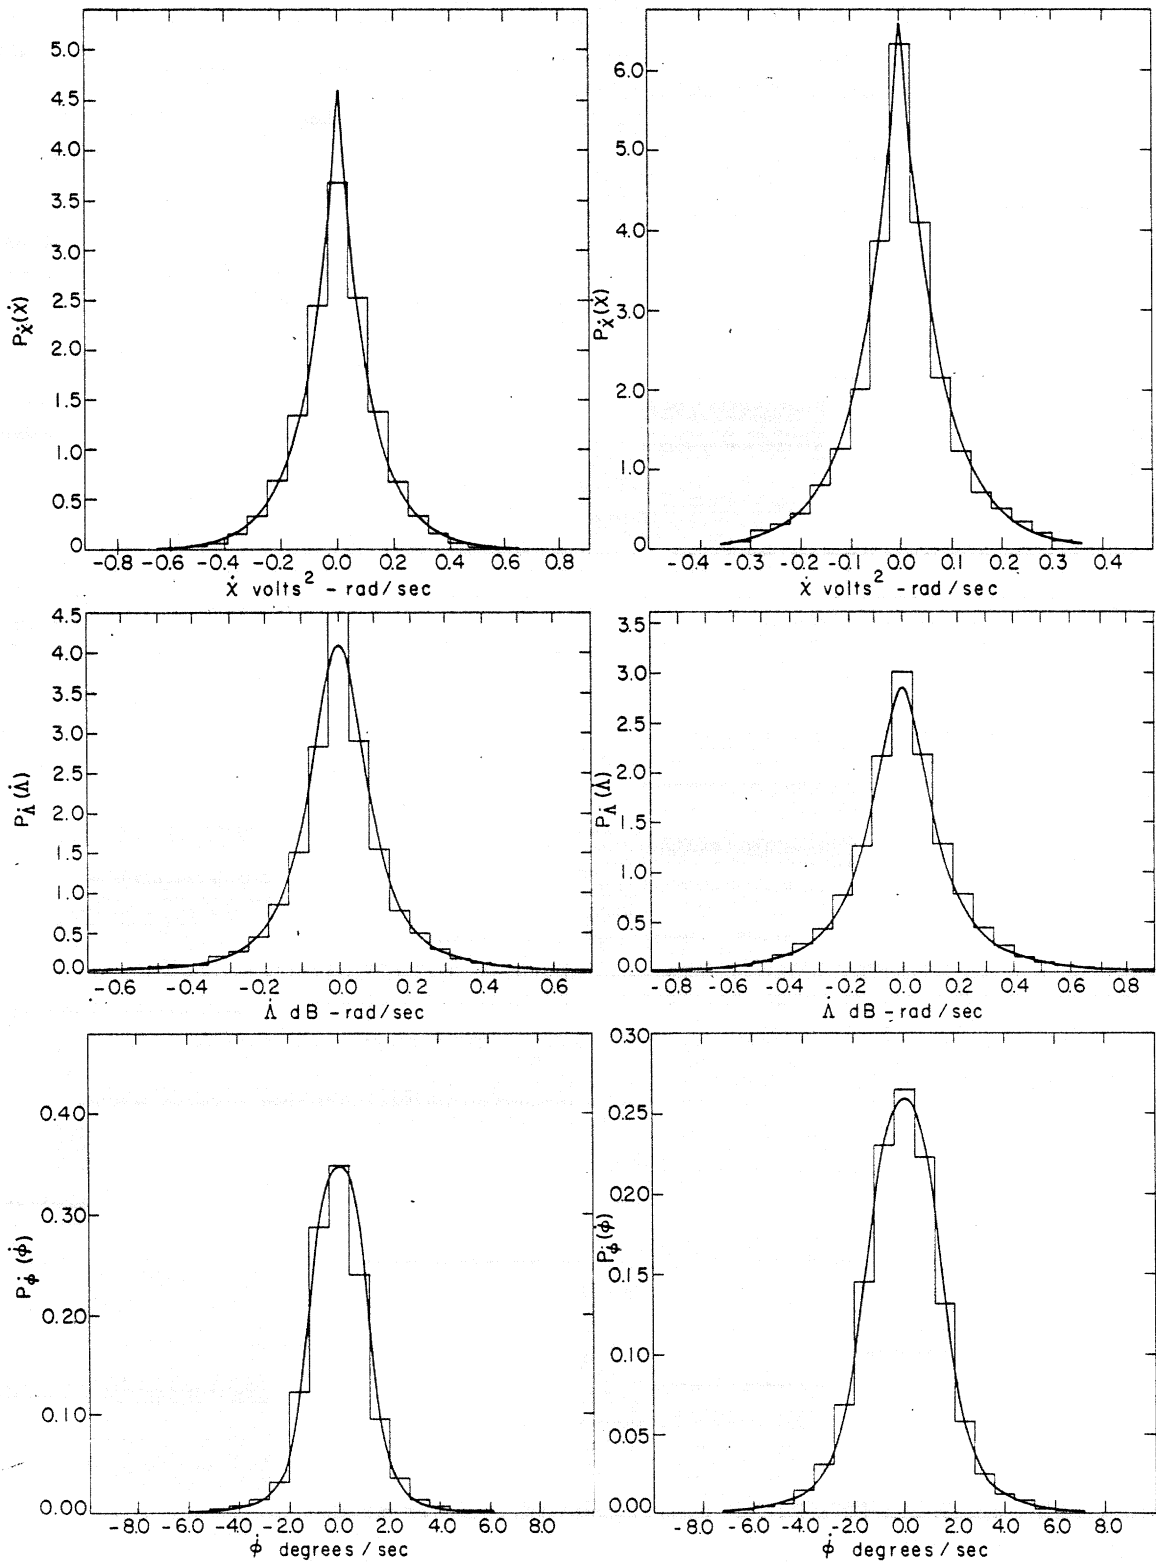 5.0
4.5
4.0
3.5
3.0
2.5
2.0
1.5
1.0
0.5
0
Pẋ(ẋ)
-0.8 -0.6 -0.4 -0.2 0.0 0.2 0.4 0.6 0.8
ẋ volts² - rad/sec
6.0
5.0
4.0
3.0
2.0
1.0
0
Pẋ(ẋ)
-0.4 -0.3 -0.2 -0.1 0.0 0.1 0.2 0.3 0.4
ẋ volts² - rad/sec
4.5
4.0
3.5
3.0
2.5
2.0
1.5
1.0
0.5
0.0
PΛ̇(Λ̇)
-0.6 -0.4 -0.2 0.0 0.2 0.4 0.6
Λ̇ dB - rad/sec
3.5
3.0
2.5
2.0
1.5
1.0
0.5
0.0
PΛ̇(Λ̇)
-0.8 -0.6 -0.4 -0.2 0.0 0.2 0.4 0.6 0.8
Λ̇ dB - rad/sec
0.40
0.30
0.20
0.10
0.00
Pϕ̇(ϕ̇)
-8.0 -6.0 -4.0 -2.0 0.0 2.0 4.0 6.0 8.0
ϕ̇ degrees/sec
0.30
0.25
0.20
0.15
0.10
0.05
0.00
Pϕ̇(ϕ̇)
-8.0 -6.0 -4.0 -2.0 0.0 2.0 4.0 6.0 8.0
ϕ̇ degrees/sec